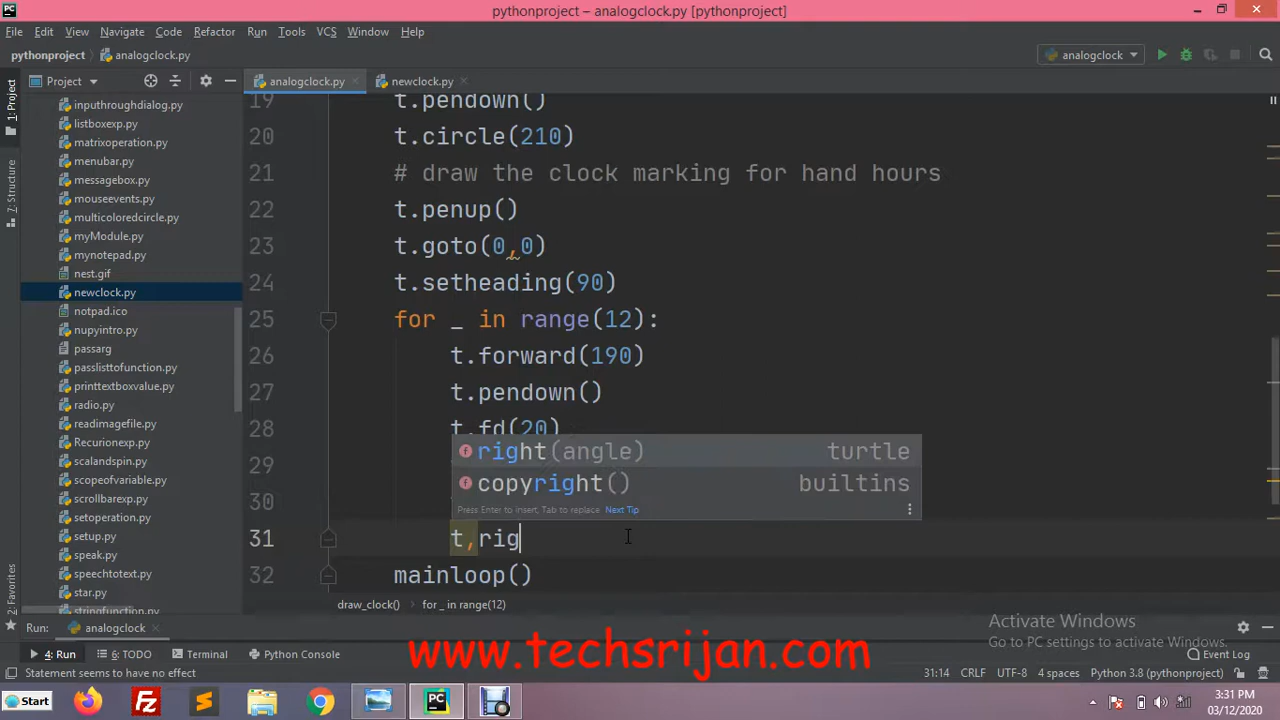 pythonproject – analogclock.py [pythonproject]
File Edit View Navigate Code Refactor Run Tools VCS Window Help
pythonproject analogclock.py
analogclock
Project
analogclock.py
newclock.py
1: Project
7: Structure
2: Favorites
inputhroughdialog.py
listboxexp.py
matrixoperation.py
menubar.py
messagebox.py
mouseevents.py
multicoloredcircle.py
myModule.py
mynotepad.py
nest.gif
newclock.py
notpad.ico
nupyintro.py
passarg
passlisttofunction.py
printtextboxvalue.py
radio.py
readimagefile.py
Recurionexp.py
scalandspin.py
scopeofvariable.py
scrollbarexp.py
setoperation.py
setup.py
speak.py
speechtotext.py
star.py
stringfunction.py
19 t.pendown()
20 t.circle(210)
21 # draw the clock marking for hand hours
22 t.penup()
23 t.goto(0,0)
24 t.setheading(90)
25 for _ in range(12):
26 t.forward(190)
27 t.pendown()
28 t.fd(20)
29
30
right(angle) turtle
copyright() builtins
Press Enter to insert, Tab to replace Next Tip
31 t,rig
32 mainloop()
draw_clock() for _ in range(12)
Activate Windows
Go to PC settings to activate Windows.
Run: analogclock
4: Run 6: TODO Terminal Python Console
Event Log
www.techsrijan.com
Statement seems to have no effect
31:14 CRLF UTF-8 4 spaces Python 3.8 (pythonproject)
Start
3:31 PM
03/12/2020